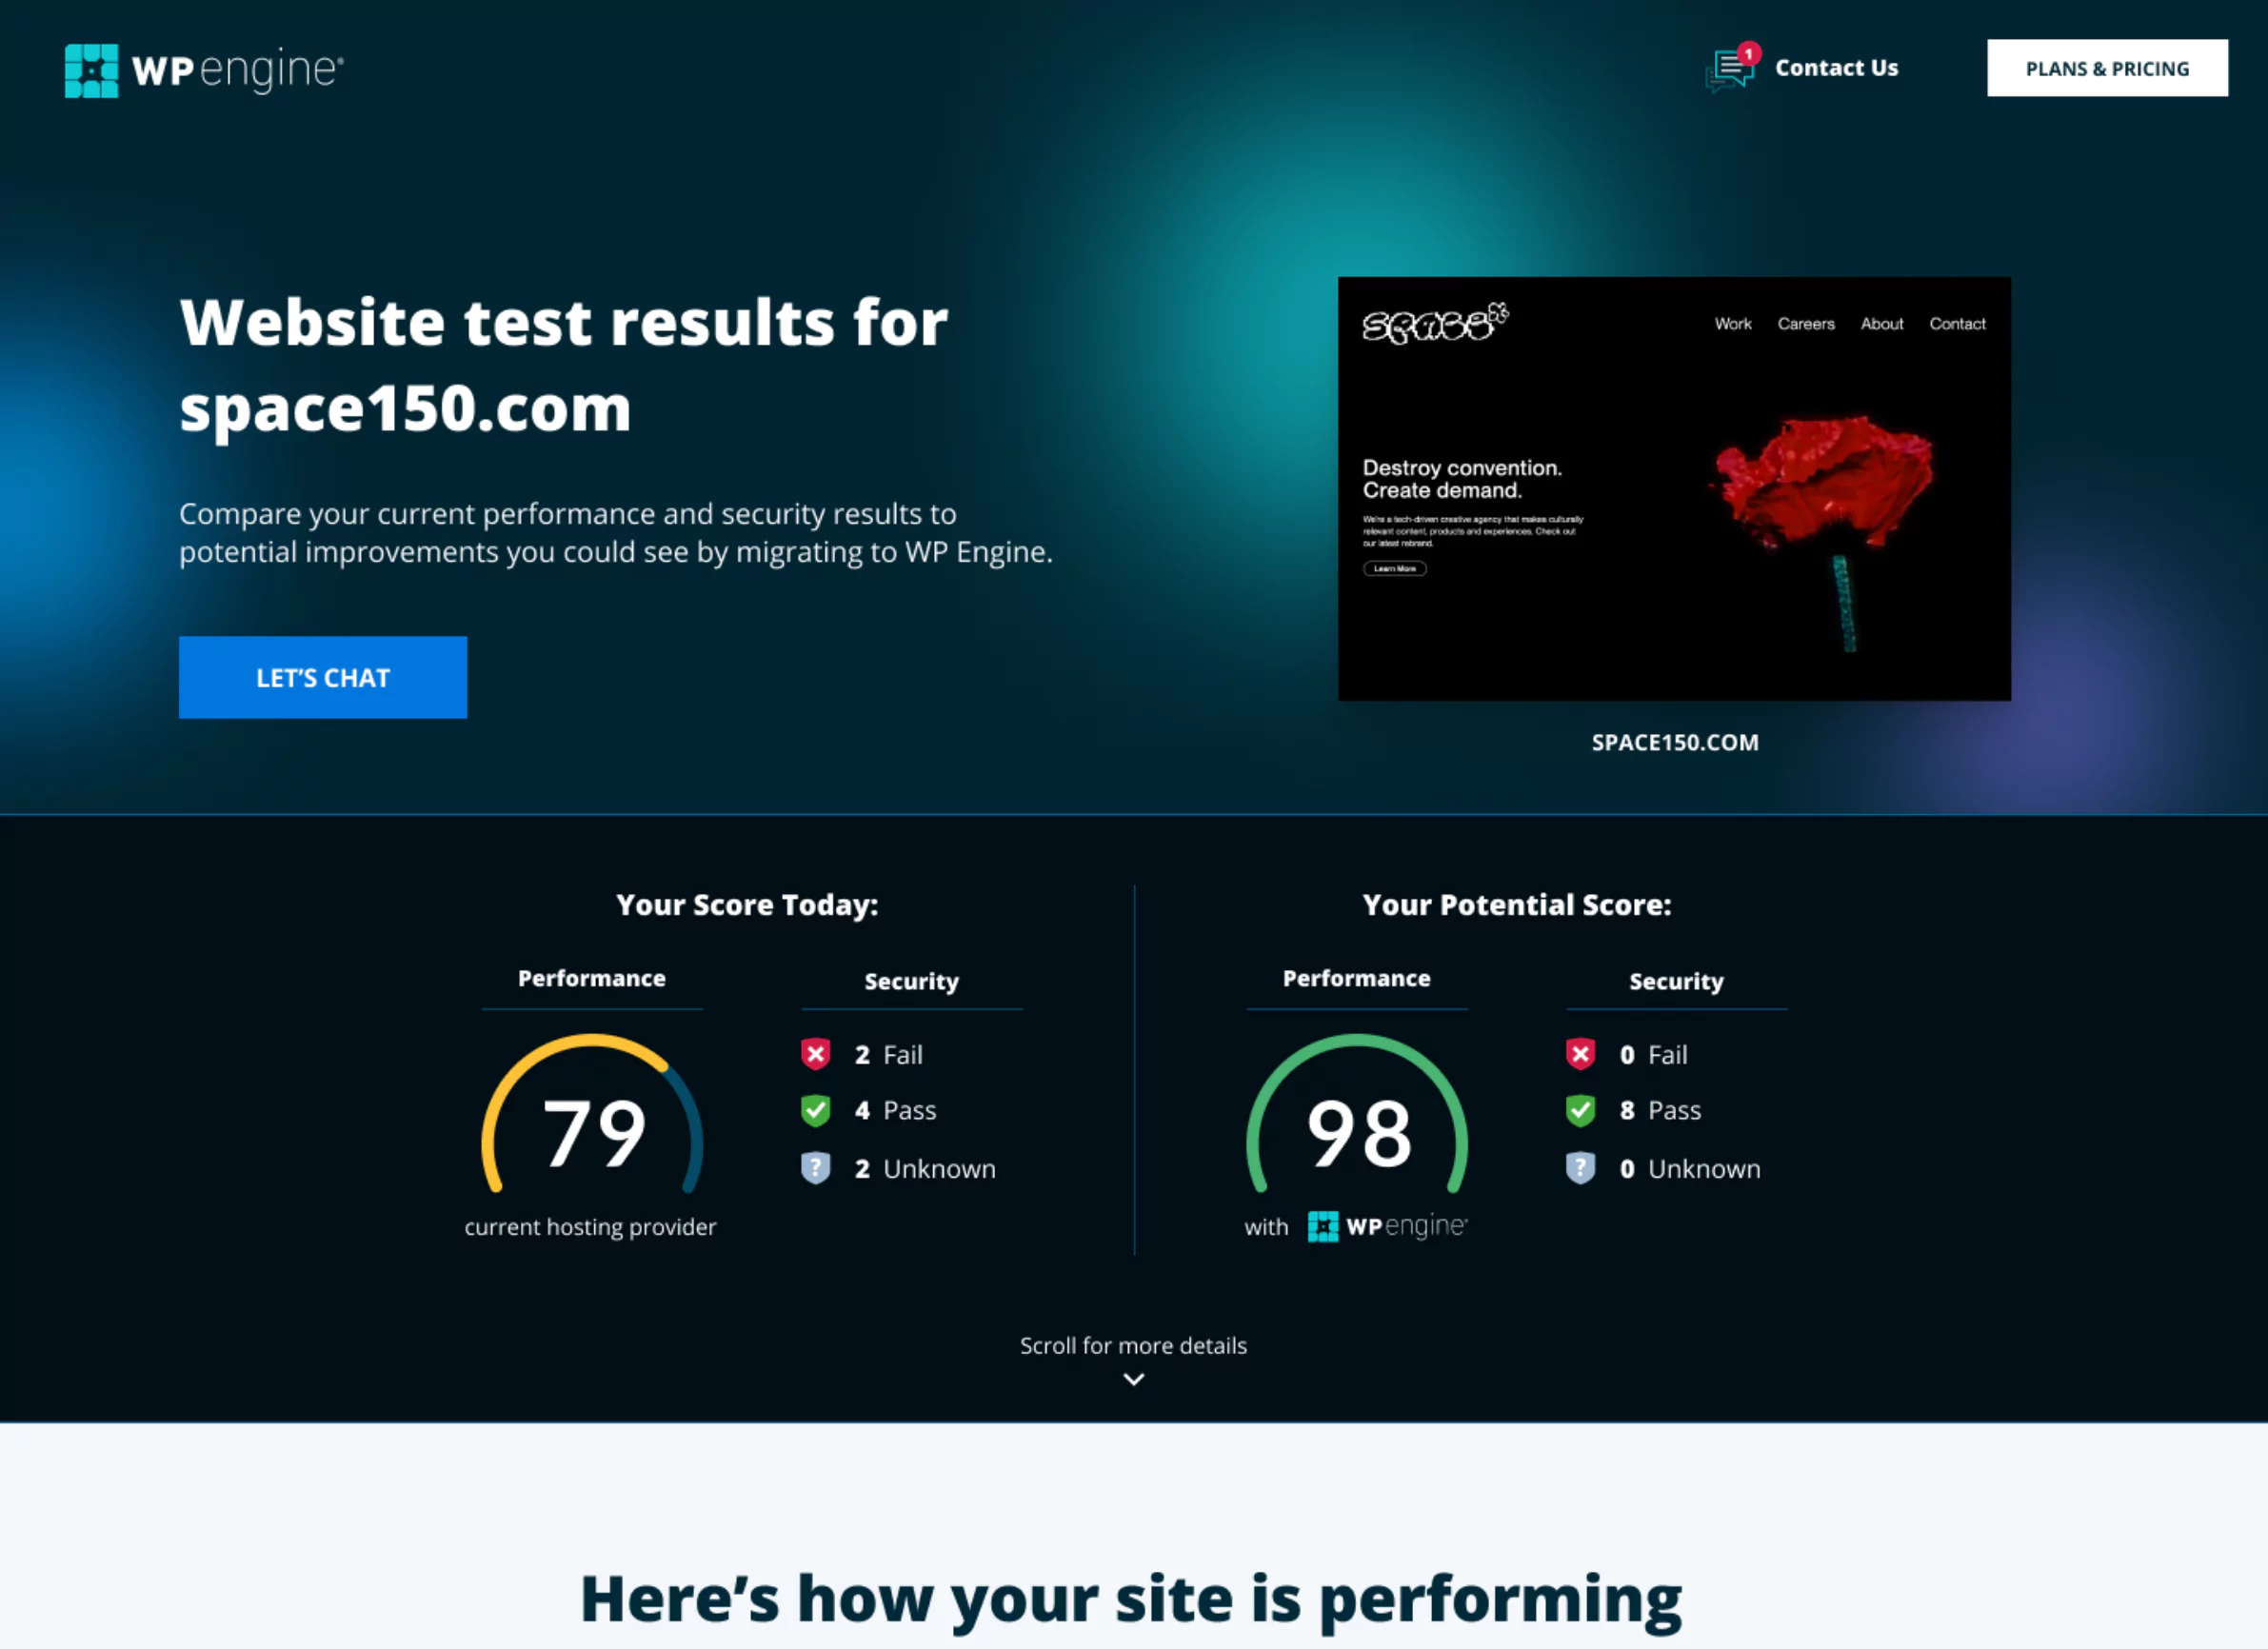 WPengine®
1
Contact Us
PLANS & PRICING
Website test results for
space150.com
Compare your current performance and security results to
potential improvements you could see by migrating to WP Engine.
LET’S CHAT
space
Work Careers About Contact
Destroy convention.
Create demand.
We're a tech-driven creative agency that makes culturally
relevant content, products and experiences. Check out
our latest rebrand.
Learn More
SPACE150.COM
Your Score Today:
Performance
Security
79
2 Fail
4 Pass
2 Unknown
current hosting provider
Your Potential Score:
Performance
Security
98
0 Fail
8 Pass
0 Unknown
with WPengine®
Scroll for more details
Here’s how your site is performing